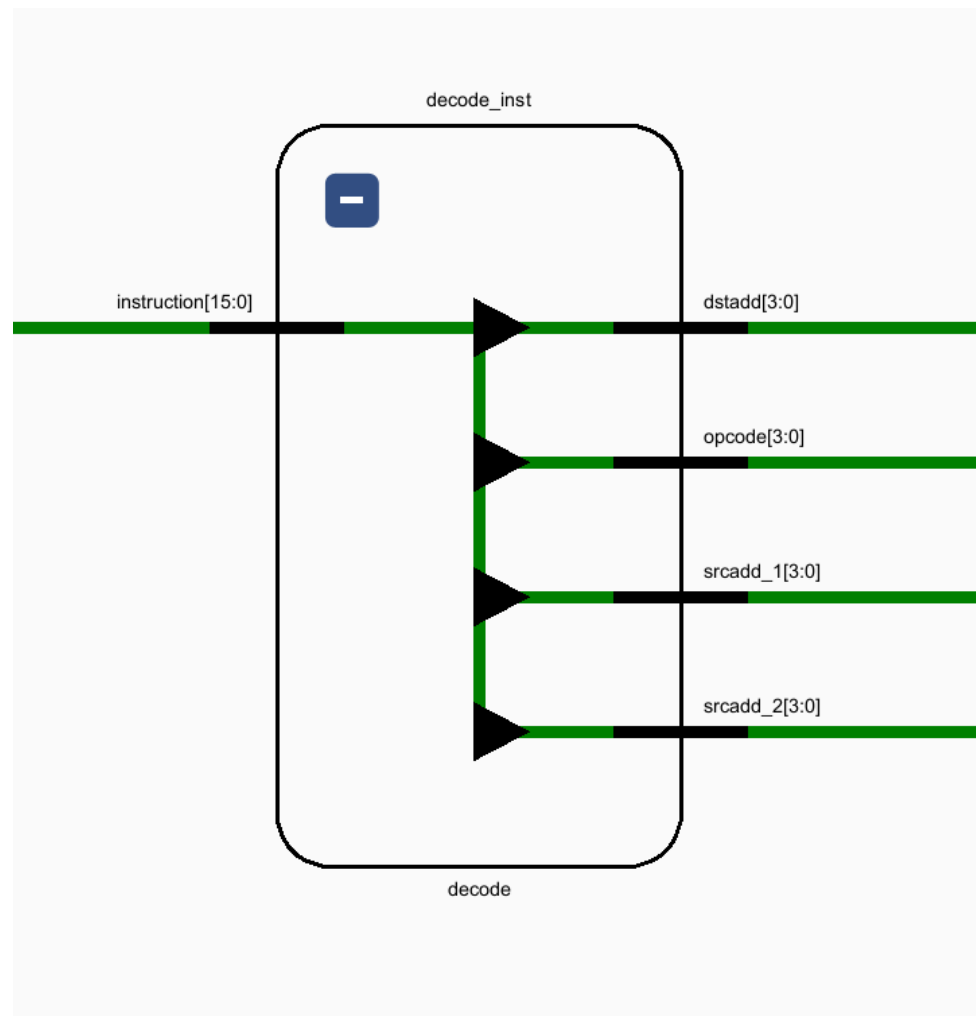 decode_inst
instruction[15:0]
dstadd[3:0]
opcode[3:0]
srcadd_1[3:0]
srcadd_2[3:0]
decode